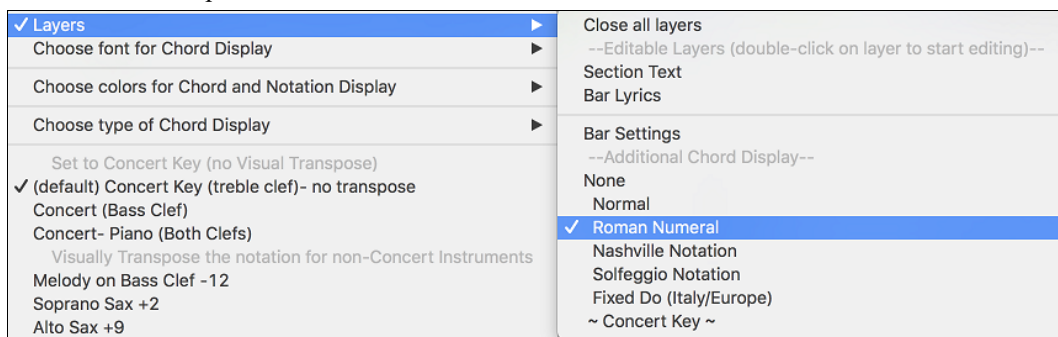 ✓ Layers ▶
Choose font for Chord Display ▶
Choose colors for Chord and Notation Display ▶
Choose type of Chord Display ▶
Set to Concert Key (no Visual Transpose)
✓ (default) Concert Key (treble clef)- no transpose
Concert (Bass Clef)
Concert- Piano (Both Clefs)
Visually Transpose the notation for non-Concert Instruments
Melody on Bass Clef -12
Soprano Sax +2
Alto Sax +9
Close all layers
--Editable Layers (double-click on layer to start editing)--
Section Text
Bar Lyrics
Bar Settings
--Additional Chord Display--
None
Normal
✓ Roman Numeral
Nashville Notation
Solfeggio Notation
Fixed Do (Italy/Europe)
~ Concert Key ~